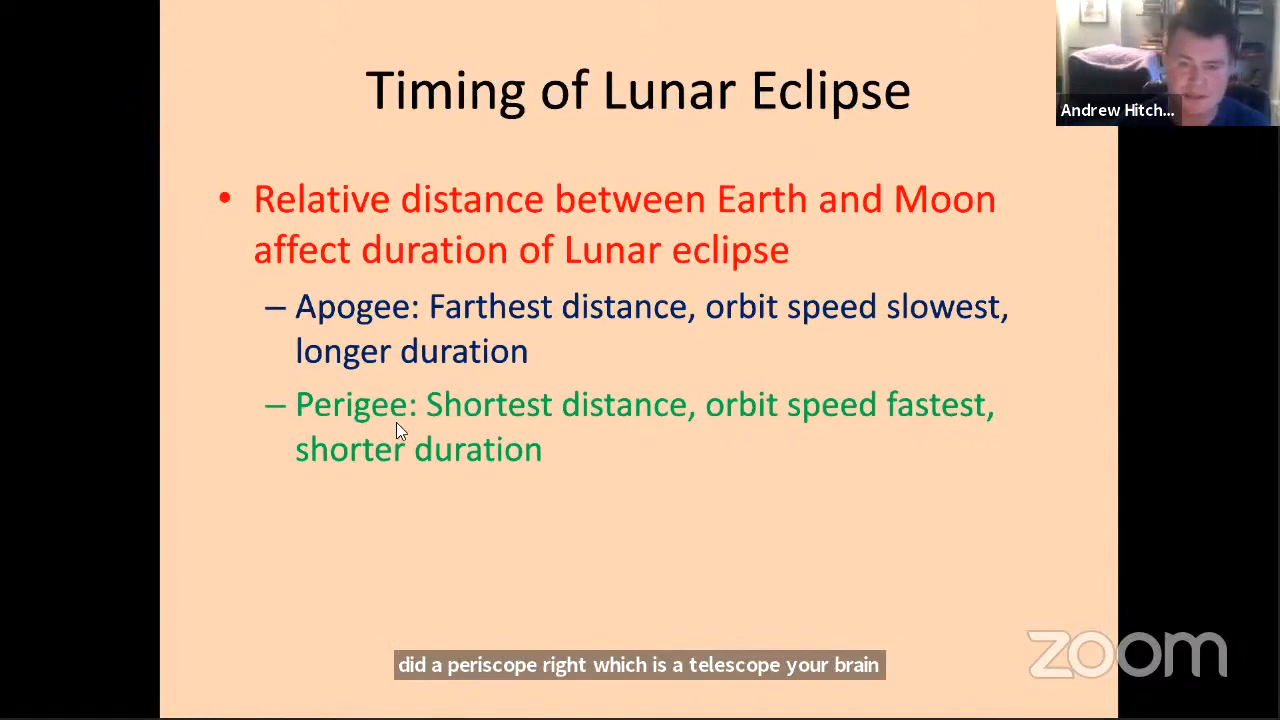 Timing of Lunar Eclipse
Andrew Hitch...
• Relative distance between Earth and Moon
affect duration of Lunar eclipse
– Apogee: Farthest distance, orbit speed slowest,
longer duration
– Perigee: Shortest distance, orbit speed fastest,
shorter duration
did a periscope right which is a telescope your brain
zoom